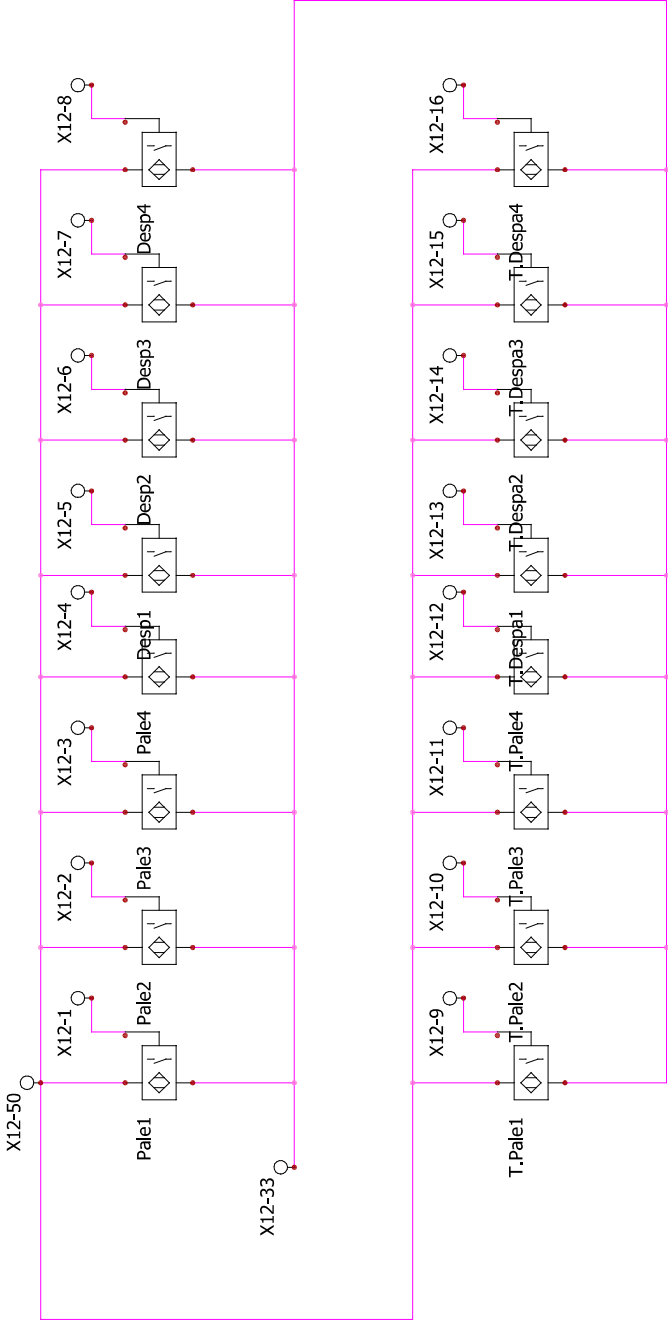 X12-50
X12-1
Pale1
X12-2
Pale2
X12-3
Pale3
X12-4
Pale4
X12-5
Desp1
X12-6
Desp2
X12-7
Desp3
X12-8
Desp4
X12-33
X12-9
T.Pale1
X12-10
T.Pale2
X12-11
T.Pale3
X12-12
T.Pale4
X12-13
T.Despa1
X12-14
T.Despa2
X12-15
T.Despa3
X12-16
T.Despa4